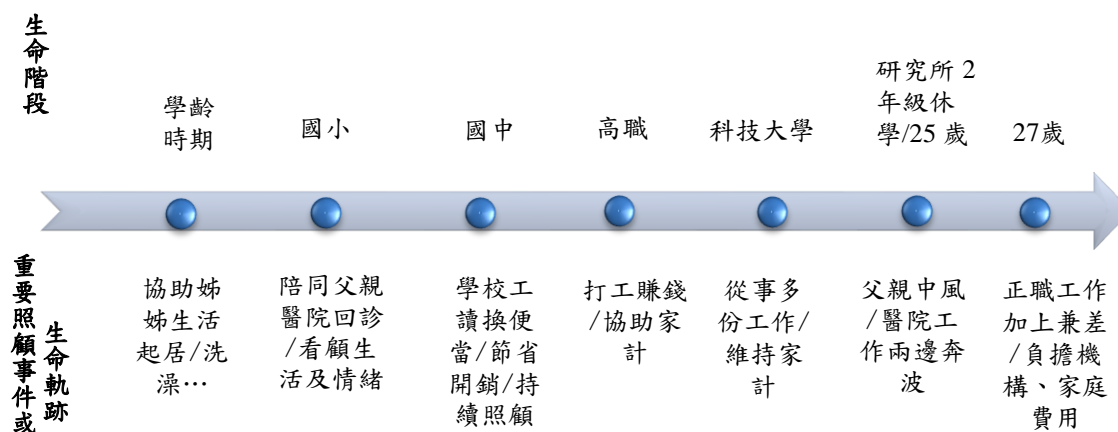 生命階段
學齡
時期
國小
國中
高職
科技大學
研究所 2
年級休
學/25 歲
27歲
重要照顧事件或
生命軌跡
協助姊
姊生活
起居/洗
澡…
陪同父親
醫院回診
/看顧生
活及情緒
學校工
讀換便
當/節省
開銷/持
續照顧
打工賺錢
/協助家
計
從事多
份工作/
維持家
計
父親中風
/醫院工
作兩邊奔
波
正職工作
加上兼差
/負擔機
構、家庭
費用